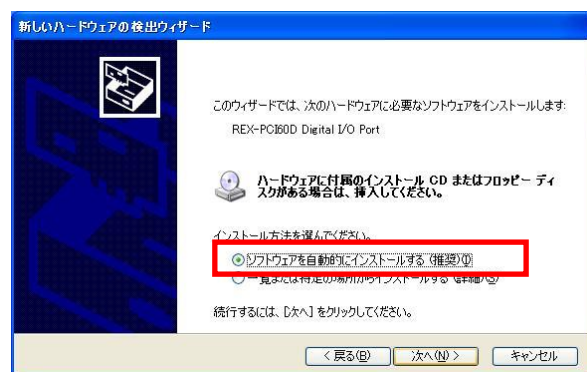 新しいハードウェアの検出ウィザード
このウィザードでは、次のハードウェアに必要なソフトウェアをインストールします:
REX-PCI60D Digital I/O Port
ハードウェアに付属のインストール CD またはフロッピー ディ
スクがある場合は、挿入してください。
インストール方法を選んでください。
ソフトウェアを自動的にインストールする (推奨)(I)
一覧または特定の場所からインストールする (詳細)(S)
続行するには、[次へ] をクリックしてください。
< 戻る(B)
次へ(N) >
キャンセル